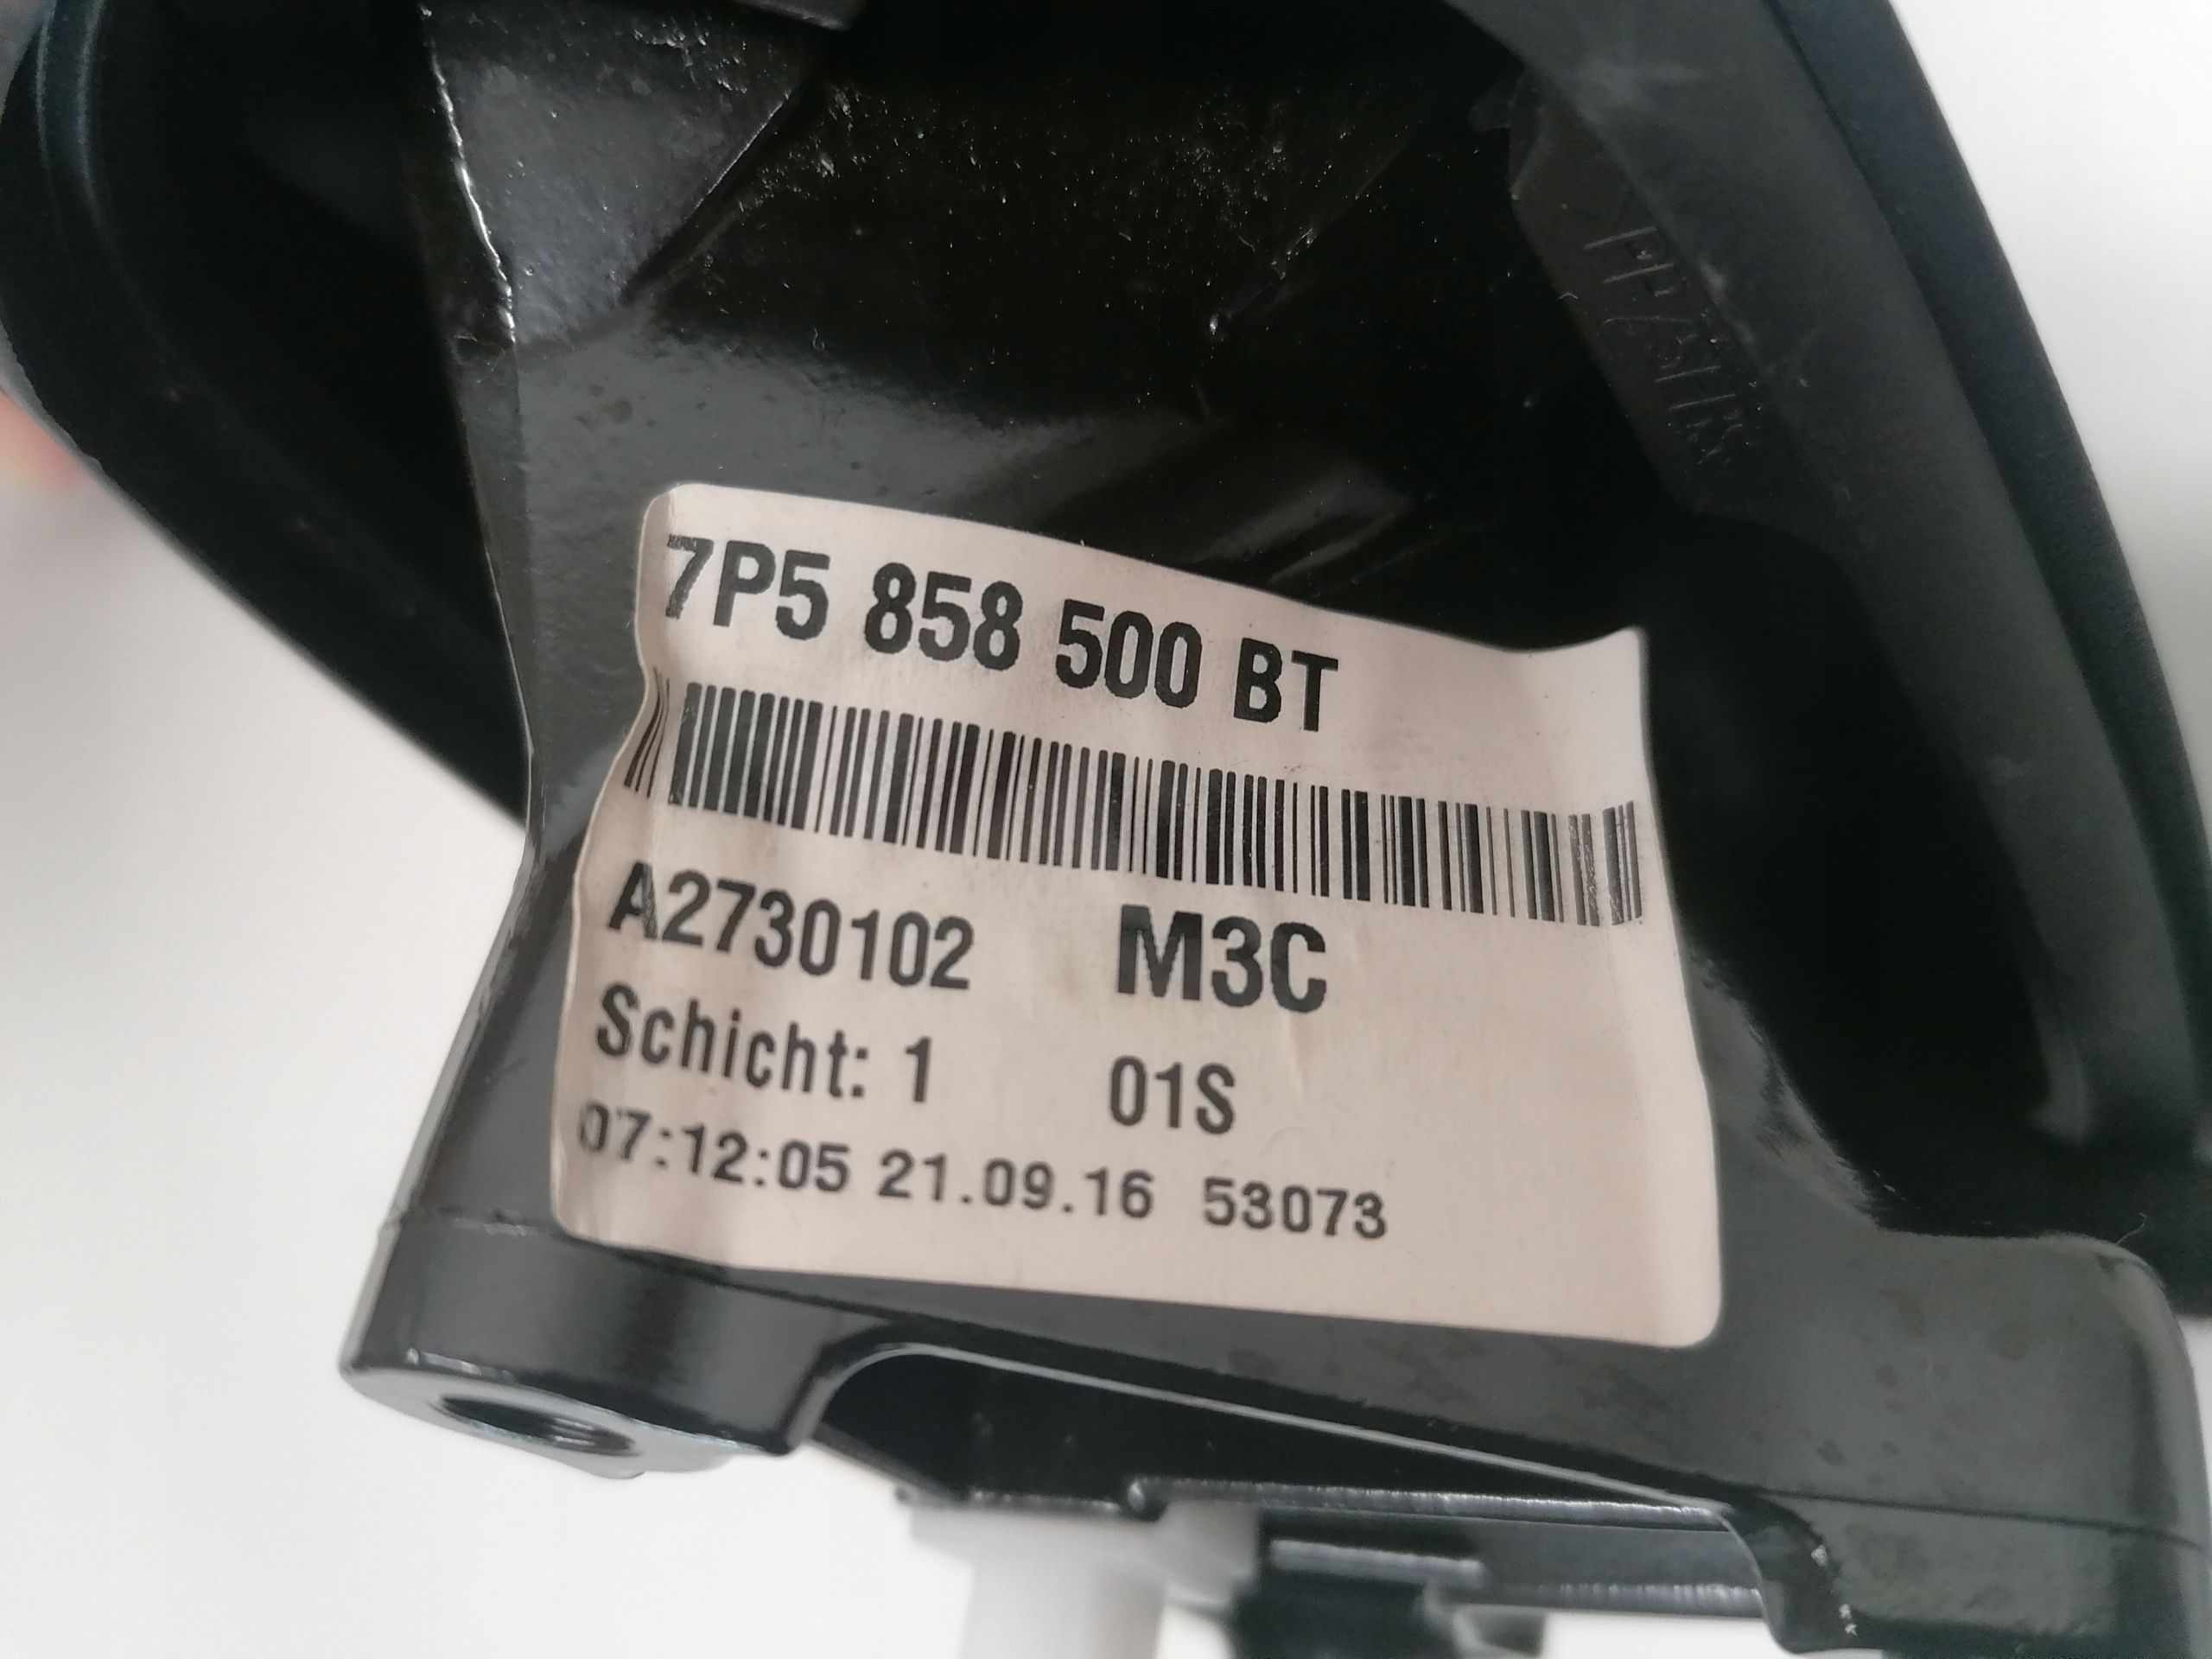 7P5 858 500 BT
A2730102 M3C
Schicht: 1 01S
07:12:05 21.09.16 53073